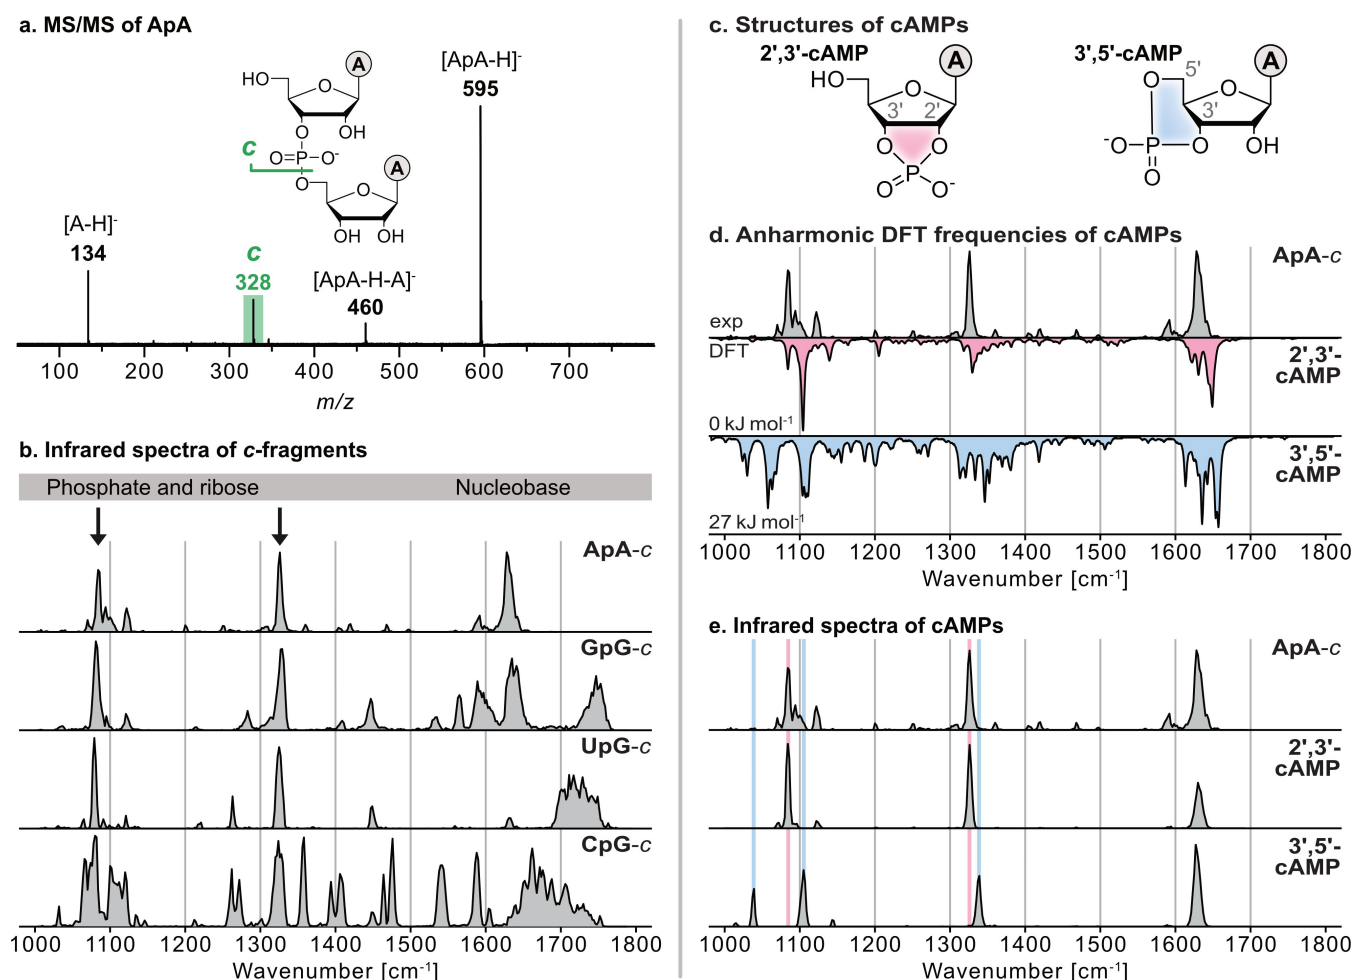 a. MS/MS of ApA
[ApA-H]-
595
HO
A
O
O
OH
c
O=P-O-
O
A
O
OH OH
[A-H]-
134
c
328
[ApA-H-A]-
460
100 200 300 400 500 600 700
m/z
b. Infrared spectra of c-fragments
Phosphate and ribose Nucleobase
ApA-c
GpG-c
UpG-c
CpG-c
1000 1100 1200 1300 1400 1500 1600 1700 1800
Wavenumber [cm-1]
c. Structures of cAMPs
2',3'-cAMP 3',5'-cAMP
HO
A
O
3' 2'
O O
P
O O-
O 5'
A
O
3'
-O P O OH
O
d. Anharmonic DFT frequencies of cAMPs
ApA-c
exp
DFT
2',3'-
cAMP
0 kJ mol-1
3',5'-
cAMP
27 kJ mol-1
1000 1100 1200 1300 1400 1500 1600 1700 1800
Wavenumber [cm-1]
e. Infrared spectra of cAMPs
ApA-c
2',3'-
cAMP
3',5'-
cAMP
1000 1100 1200 1300 1400 1500 1600 1700 1800
Wavenumber [cm-1]